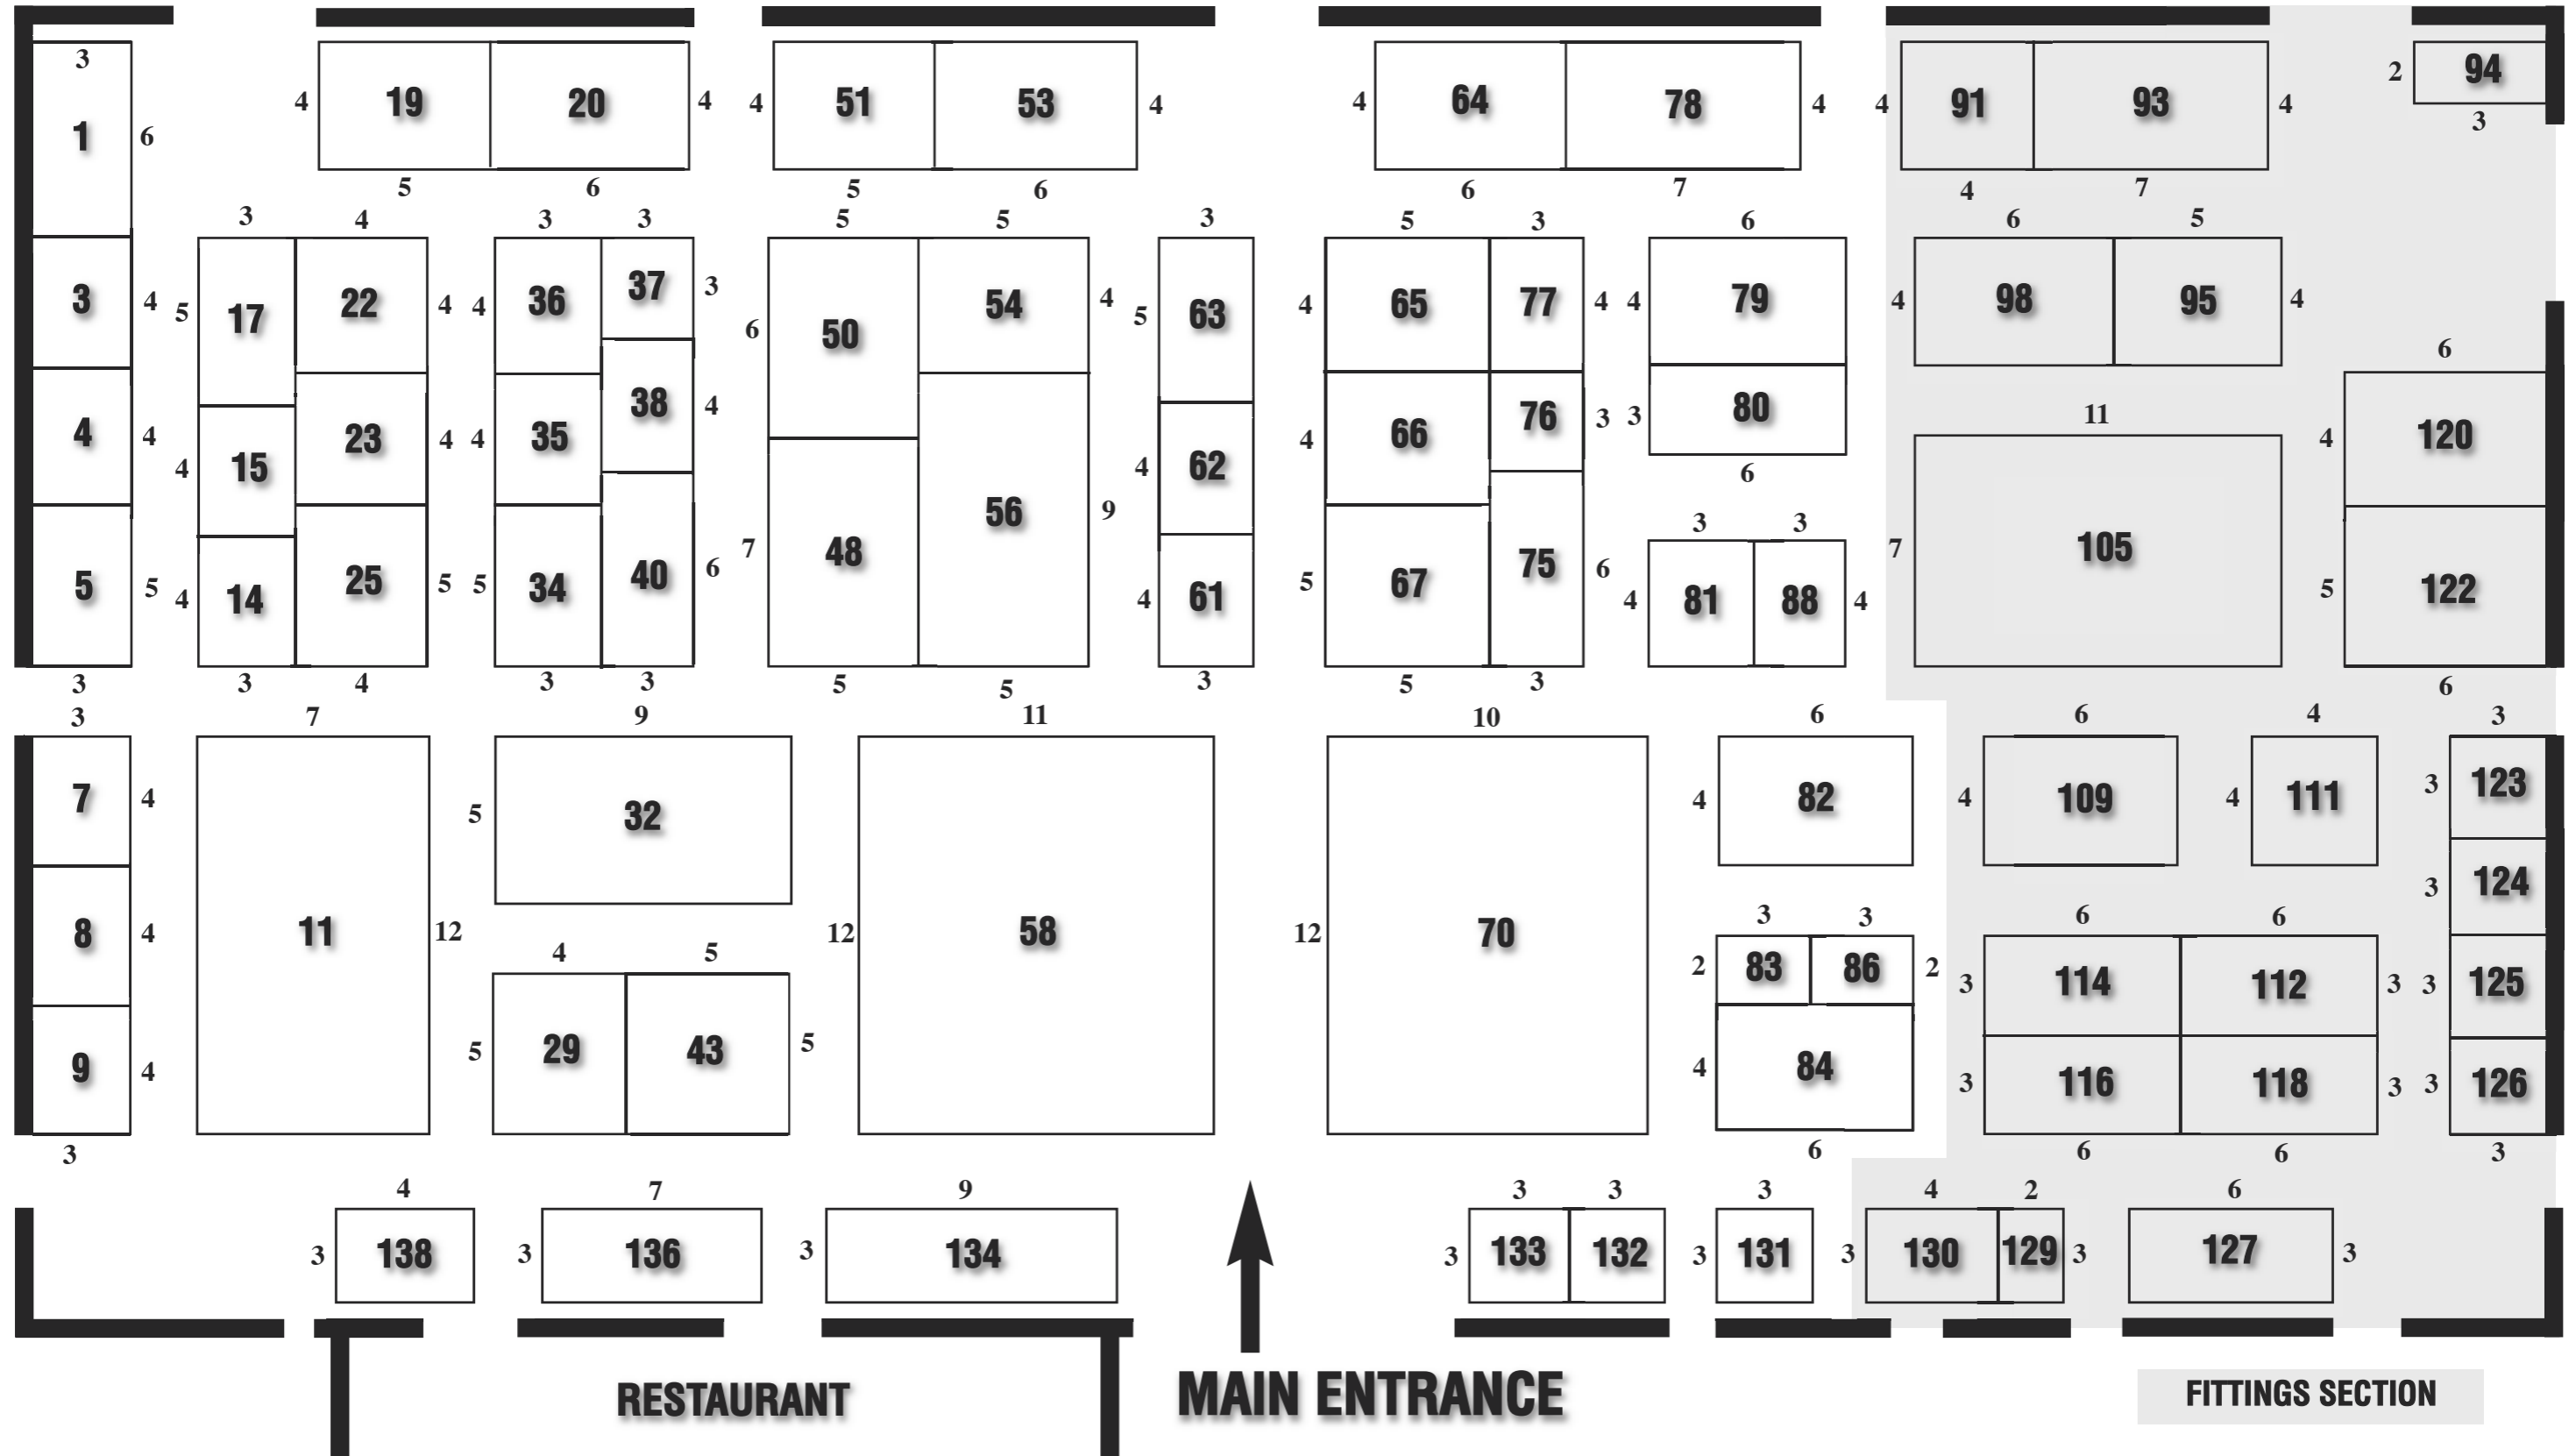 3
2 94
4 19 20 4 4 51 53 4 4 64 78 4 4 91 93 4
3
1 6
5 6 5 6 6 7 4 7
3 4 3 3 5 5 3 5 3 6 6 5
37 3
3 4 5 17 22 4 4 36 6 50 54 4 5 63 4 65 77 4 4 79 4 98 95 4
6
38 4
4 4 4 15 23 4 4 35 4 62 4 66 76 3 3 80 11 4 120
6
56 9
3 3
5 5 4 14 25 5 5 34 40 6 7 48 4 61 5 67 75 6 4 81 88 4 7 105 5 122
3 3 4 3 3 5 5 3 5 3 6
3 7 9 11 10 6 6 4 3
7 4 5 32 4 82 4 109 4 111 3 123
3 124
8 4 11 12 12 58 12 70
3 3 6 6
4 5 2 83 86 2 3 114 112 3 3 125
9 4 5 29 43 5 4 84 3 116 118 3 3 126
3 6 6 6 3
4 7 9 3 3 3 4 2 6
3 138 3 136 3 134 3 133 132 3 131 3 130 129 3 127 3
RESTAURANT MAIN ENTRANCE FITTINGS SECTION